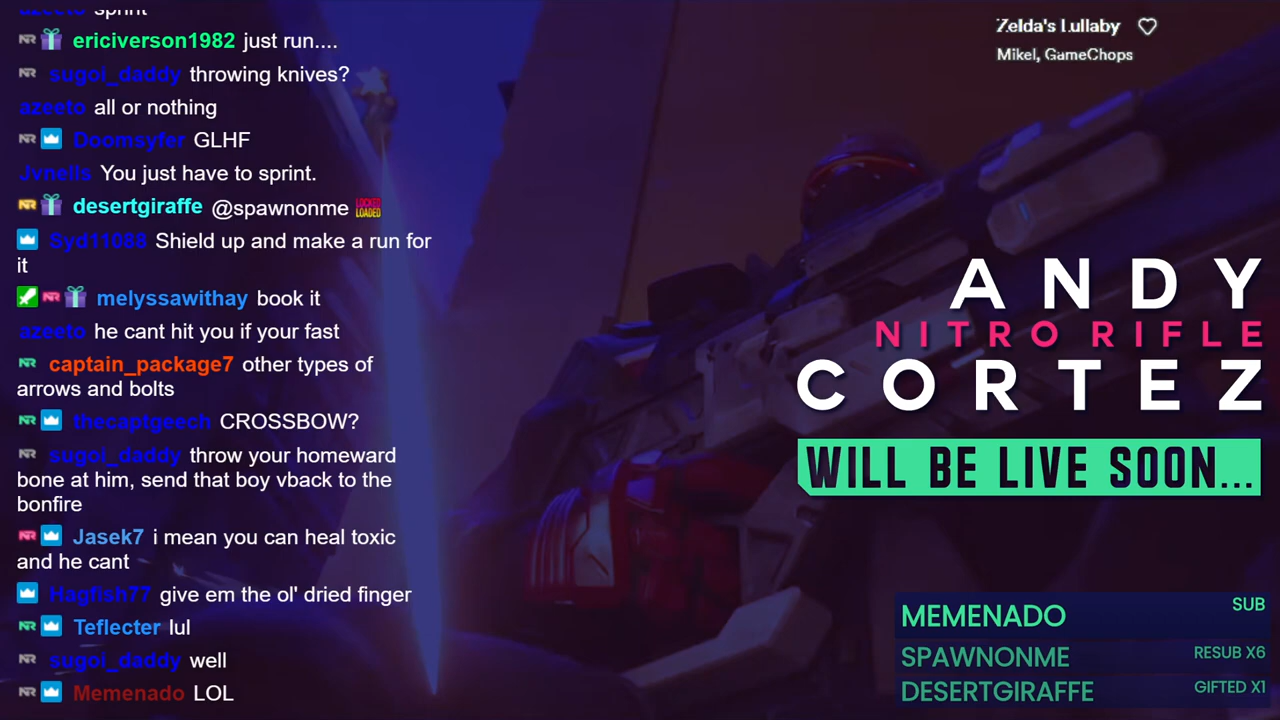 azeeto sprint
ericiverson1982 just run....
sugoi_daddy throwing knives?
azeeto all or nothing
Doomsyfer GLHF
Jvnells You just have to sprint.
desertgiraffe @spawnonme LOCKED LOADED
Syd11088 Shield up and make a run for
it
melyssawithay book it
azeeto he cant hit you if your fast
captain_package7 other types of
arrows and bolts
thecaptgeech CROSSBOW?
sugoi_daddy throw your homeward
bone at him, send that boy vback to the
bonfire
Jasek7 i mean you can heal toxic
and he cant
Hagfish77 give em the ol' dried finger
Teflecter lul
sugoi_daddy well
Memenado LOL
Zelda's Lullaby
Mikel, GameChops
ANDY
NITRO RIFLE
CORTEZ
WILL BE LIVE SOON...
MEMENADO SUB
SPAWNONME RESUB X6
DESERTGIRAFFE GIFTED X1